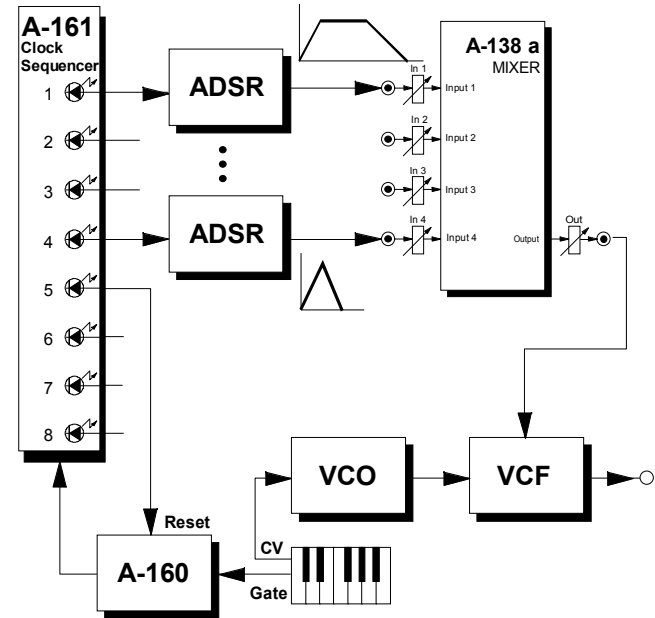 A-161
Clock
Sequencer
1
2
3
4
5
6
7
8
ADSR
ADSR
In 1
In 2
In 3
In 4
A-138 a
MIXER
Input 1
Input 2
Input 3
Input 4
Output
Out
VCO
VCF
Reset
A-160
CV
Gate